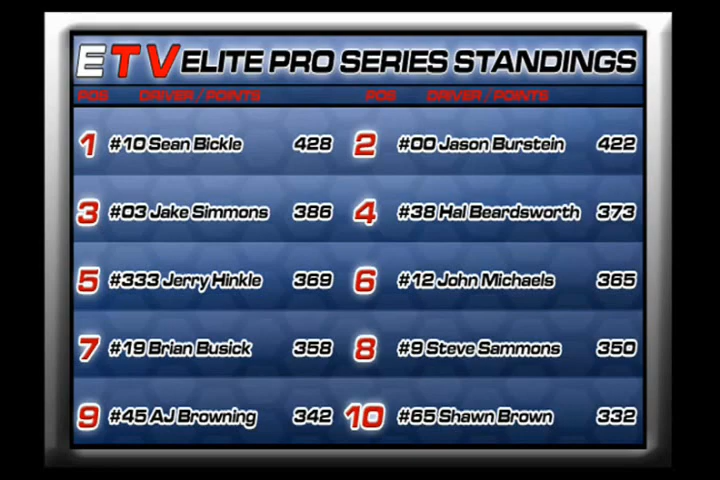 ETV ELITE PRO SERIES STANDINGS
POS DRIVER / POINTS POS DRIVER / POINTS
1 #10 Sean Bickle 428 2 #00 Jason Burstein 422
3 #03 Jake Simmons 386 4 #38 Hal Beardsworth 373
5 #333 Jerry Hinkle 369 6 #12 John Michaels 365
7 #19 Brian Busick 358 8 #9 Steve Sammons 350
9 #45 AJ Browning 342 10 #65 Shawn Brown 332